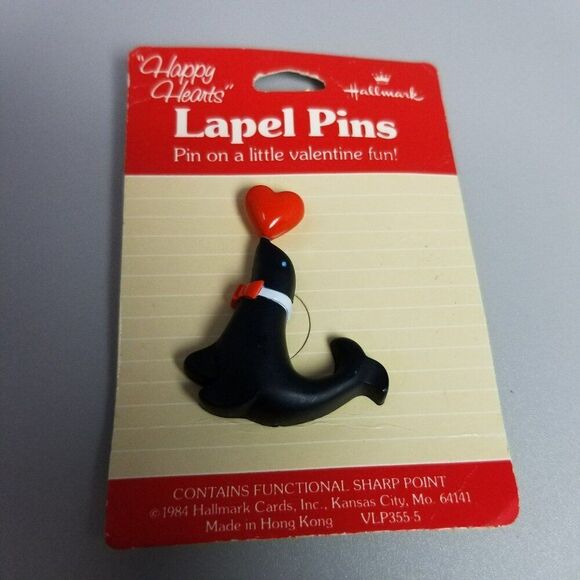 "Happy
Hearts"
Hallmark
Lapel Pins
Pin on a little valentine fun!
CONTAINS FUNCTIONAL SHARP POINT
© 1984 Hallmark Cards, Inc., Kansas City, Mo. 64141
Made in Hong Kong VLP355 5